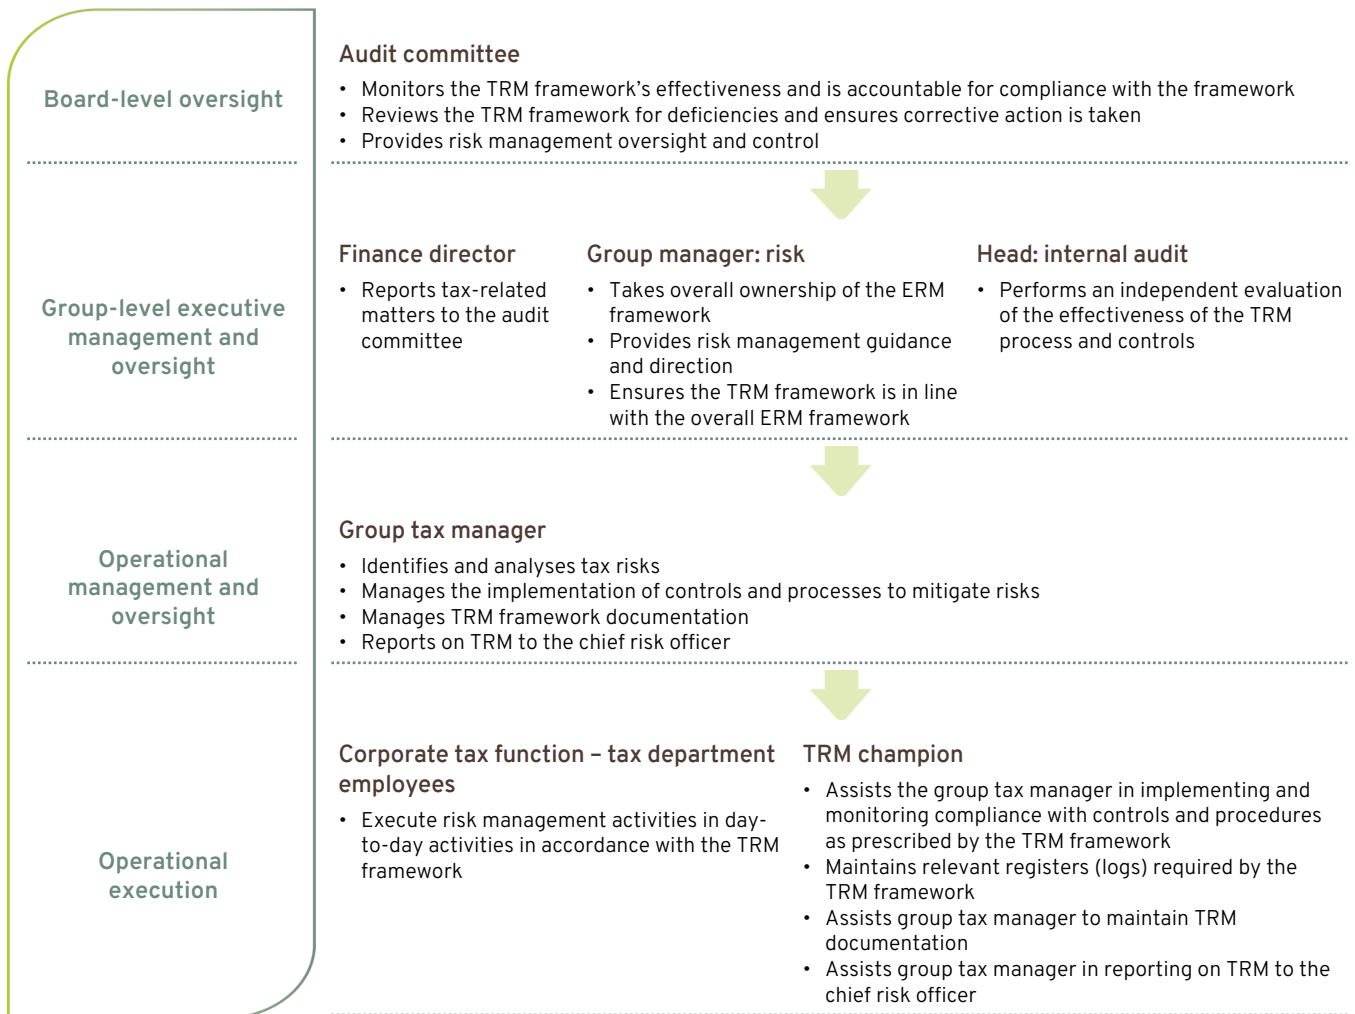 Board-level oversight
Audit committee
• Monitors the TRM framework's effectiveness and is accountable for compliance with the framework
• Reviews the TRM framework for deficiencies and ensures corrective action is taken
• Provides risk management oversight and control
Group-level executive
management and
oversight
Finance director
• Reports tax-related
matters to the audit
committee
Group manager: risk
• Takes overall ownership of the ERM
framework
• Provides risk management guidance
and direction
• Ensures the TRM framework is in line
with the overall ERM framework
Head: internal audit
• Performs an independent evaluation
of the effectiveness of the TRM
process and controls
Operational
management and
oversight
Group tax manager
• Identifies and analyses tax risks
• Manages the implementation of controls and processes to mitigate risks
• Manages TRM framework documentation
• Reports on TRM to the chief risk officer
Operational
execution
Corporate tax function – tax department
employees
• Execute risk management activities in day-
to-day activities in accordance with the TRM
framework
TRM champion
• Assists the group tax manager in implementing and
monitoring compliance with controls and procedures
as prescribed by the TRM framework
• Maintains relevant registers (logs) required by the
TRM framework
• Assists group tax manager to maintain TRM
documentation
• Assists group tax manager in reporting on TRM to the
chief risk officer